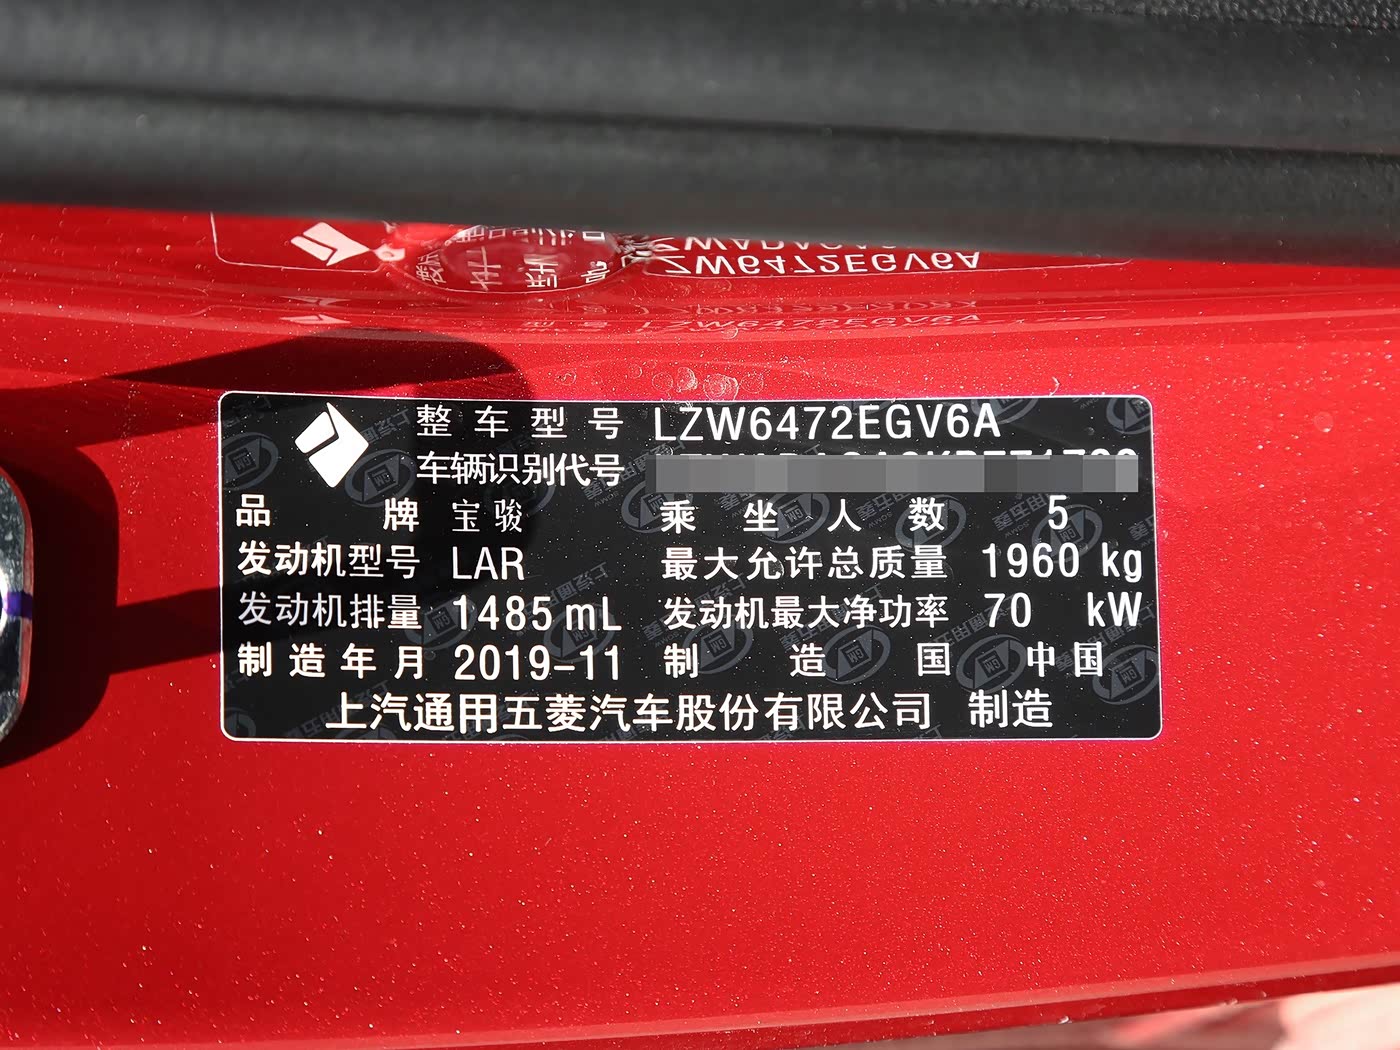 整车型号 LZW6472EGV6A
车辆识别代号
品牌 宝骏 乘坐人数 5
发动机型号 LAR 最大允许总质量 1960 kg
发动机排量 1485 mL 发动机最大净功率 70 kW
制造年月 2019-11 制造国 中国
上汽通用五菱汽车股份有限公司 制造